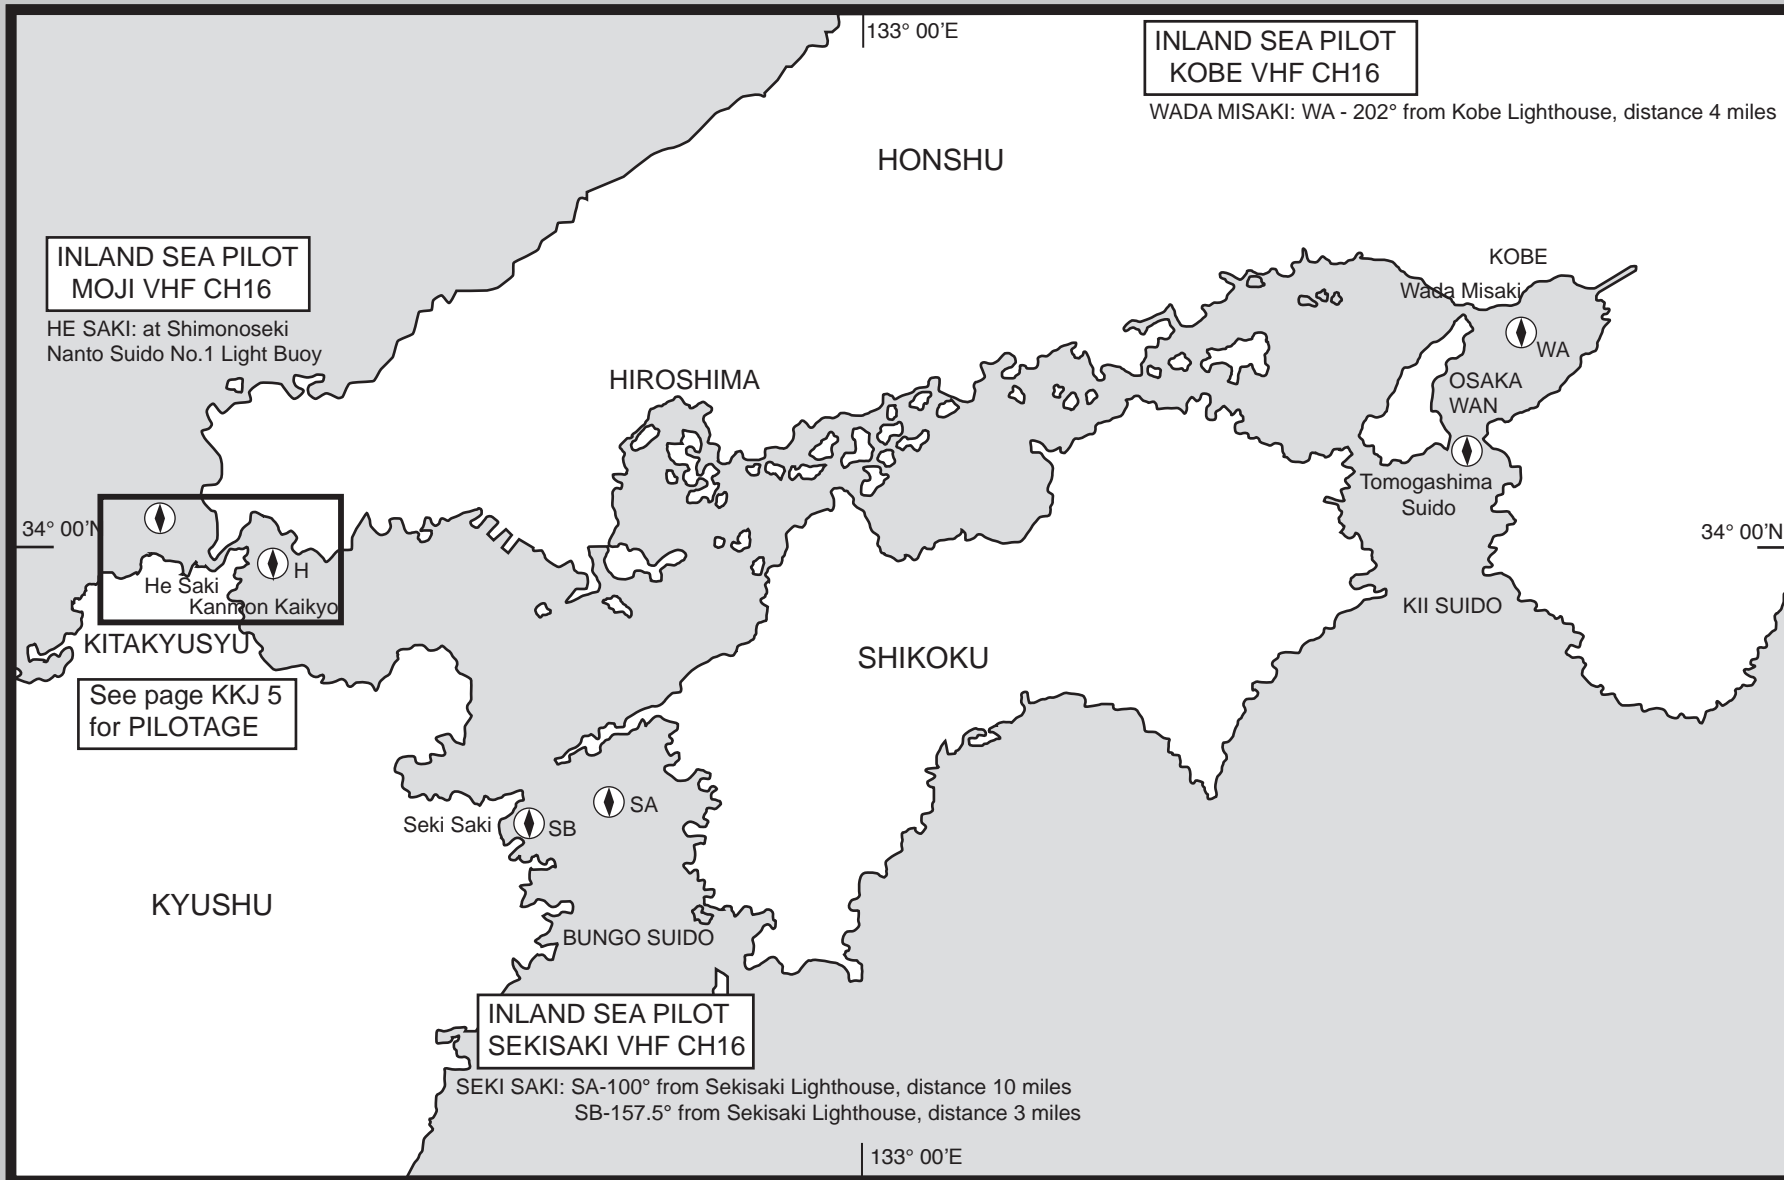 133° 00'E
INLAND SEA PILOT
KOBE VHF CH16
WADA MISAKI: WA - 202° from Kobe Lighthouse, distance 4 miles
HONSHU
INLAND SEA PILOT
MOJI VHF CH16
HE SAKI: at Shimonoseki
Nanto Suido No.1 Light Buoy
KOBE
Wada Misaki
WA
HIROSHIMA
OSAKA
WAN
Tomogashima
Suido
34° 00'N
34° 00'N
H
He Saki
Kanmon Kaikyo
KII SUIDO
KITAKYUSYU
SHIKOKU
See page KKJ 5
for PILOTAGE
SA
Seki Saki
SB
KYUSHU
BUNGO SUIDO
INLAND SEA PILOT
SEKISAKI VHF CH16
SEKI SAKI: SA-100° from Sekisaki Lighthouse, distance 10 miles
SB-157.5° from Sekisaki Lighthouse, distance 3 miles
133° 00'E